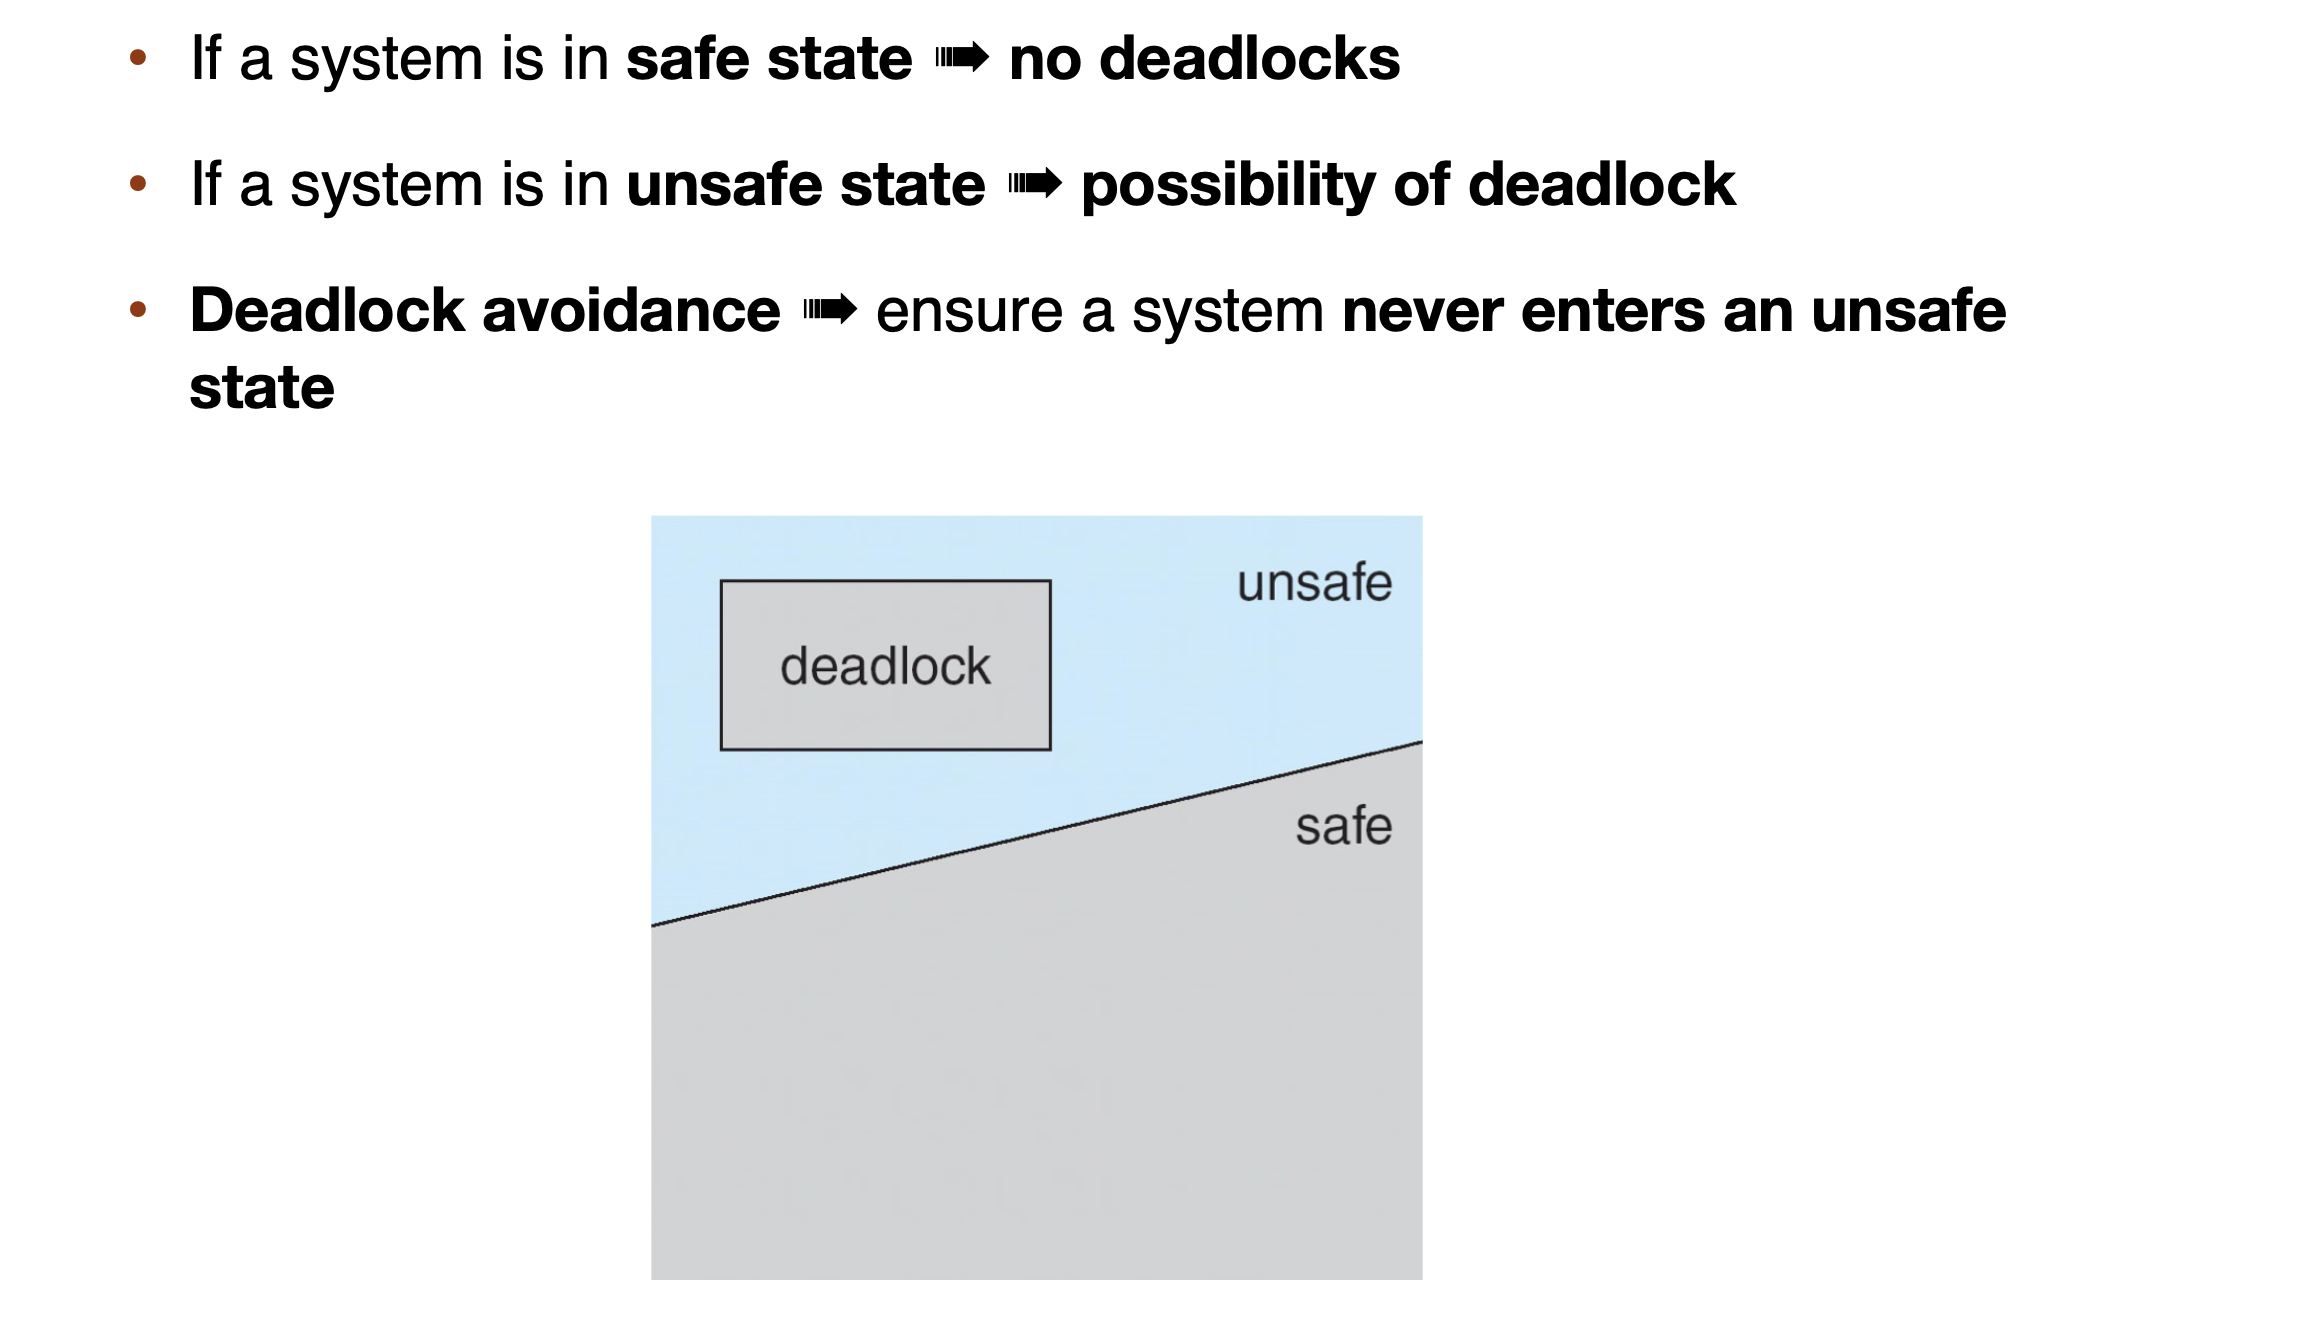 • If a system is in safe state ➠ no deadlocks
• If a system is in unsafe state ➠ possibility of deadlock
• Deadlock avoidance ➠ ensure a system never enters an unsafe
state
unsafe
deadlock
safe